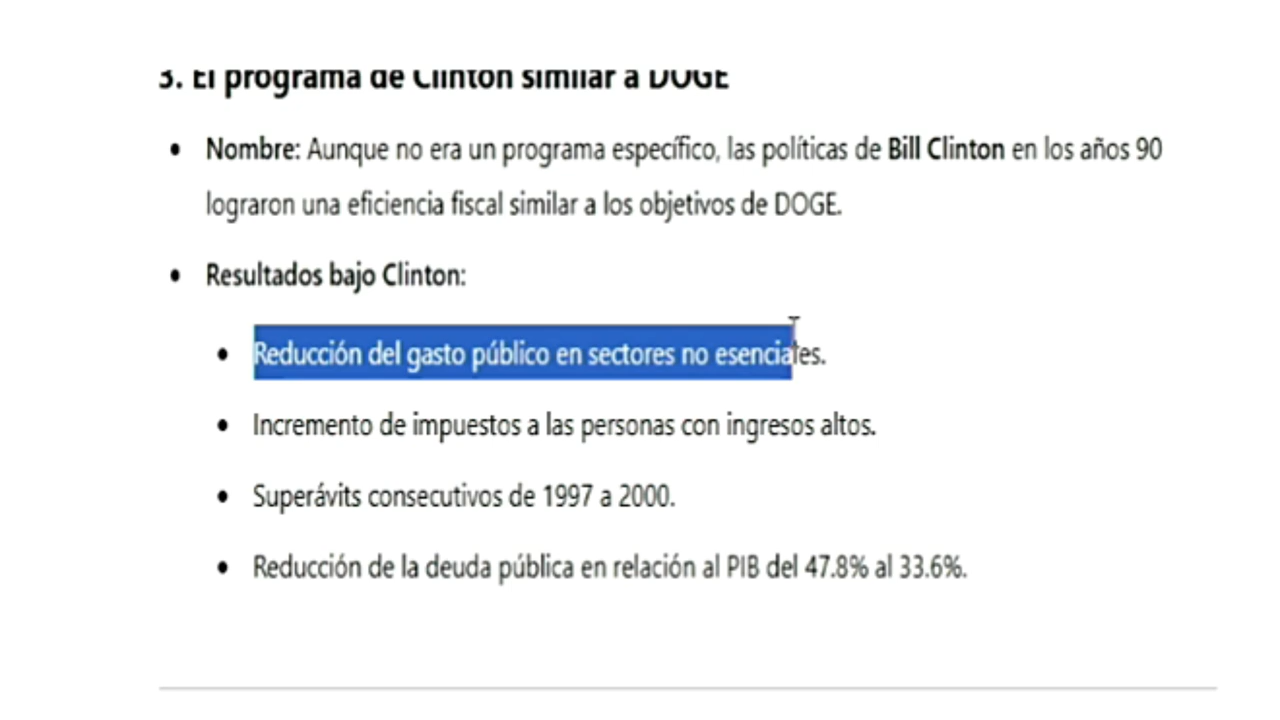 3. El programa de Clinton similar a DOGE
• Nombre: Aunque no era un programa específico, las políticas de Bill Clinton en los años 90
lograron una eficiencia fiscal similar a los objetivos de DOGE.
• Resultados bajo Clinton:
• Reducción del gasto público en sectores no esenciales.
• Incremento de impuestos a las personas con ingresos altos.
• Superávits consecutivos de 1997 a 2000.
• Reducción de la deuda pública en relación al PIB del 47.8% al 33.6%.